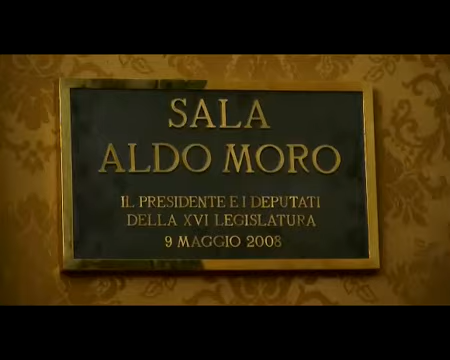 SALA
ALDO MORO
IL PRESIDENTE E I DEPUTATI
DELLA XVI LEGISLATURA
9 MAGGIO 2008